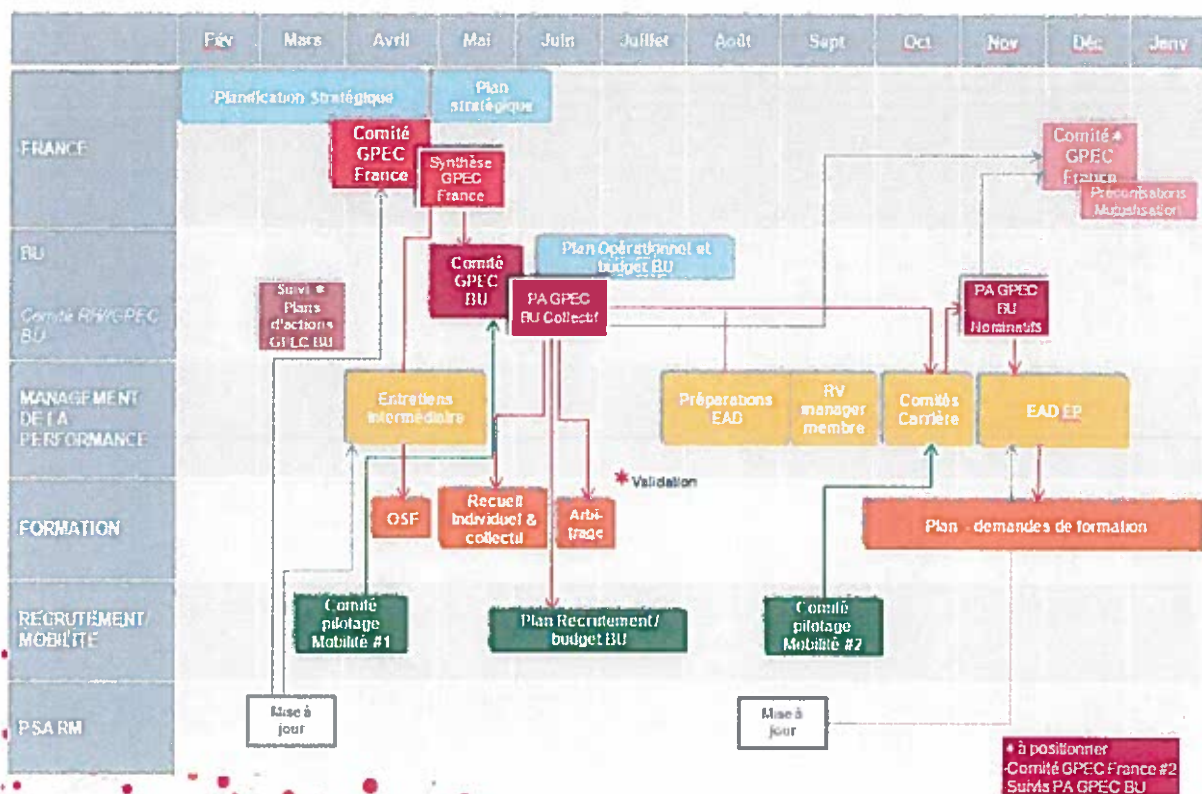 Fév Mars Avril Mai Juin Juillet Août Sept Oct Nov Déc Janv
FRANCE
Planification Stratégique
Plan
stratégique
Comité
GPEC
France
Synthèse
GPEC
France
Comité *
GPEC
France
Préconisations
Mutualisation
BU
Comité RH/GPEC
BU
Suivi *
Plans
d'actions
GPEC BU
Comité
GPEC
BU
Plan Opérationnel et
budget BU
PA GPEC
BU Collectif
PA GPEC
BU
Nominatifs
MANAGEMENT
DE LA
PERFORMANCE
Entretiens
intermédiaire
Préparations
EAD
RV
manager
membre
Comités
Carrière
EAD EP
* Validation
FORMATION
OSF
Recueil
Individuel &
collectif
Arbi-
trage
Plan - demandes de formation
RECRUTEMENT/
MOBILITÉ
Comité
pilotage
Mobilité #1
Plan Recrutement /
budget BU
Comité
pilotage
Mobilité #2
PSA RM
Mise à
jour
Mise à
jour
* à positionner
-Comité GPEC France #2
Suivis PA GPEC BU